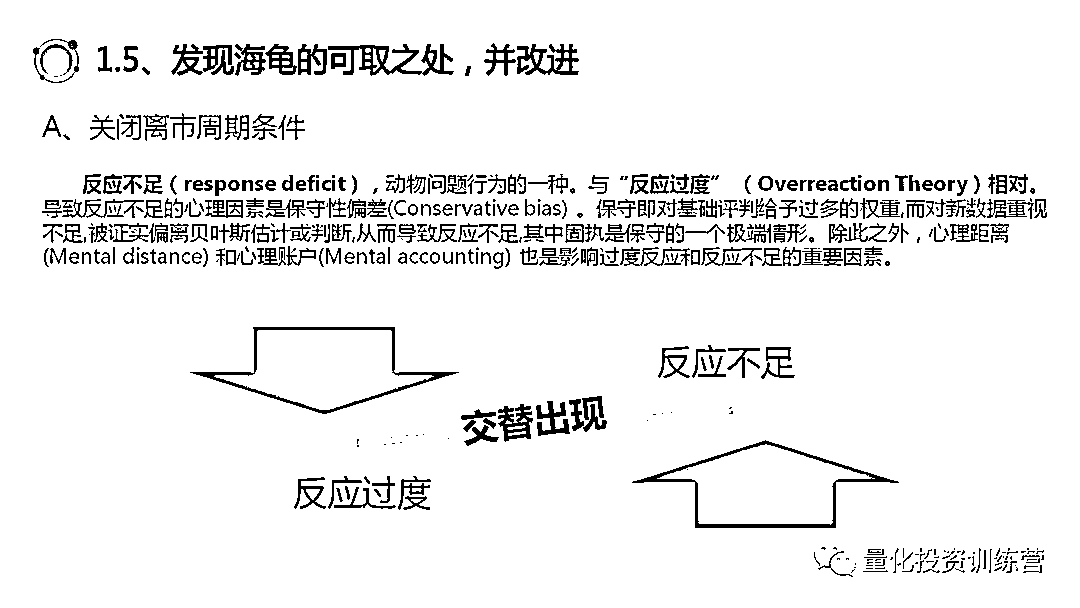 1.5、发现海龟的可取之处，并改进
A、关闭离市周期条件
反应不足（response deficit），动物问题行为的一种。与“反应过度”（Overreaction Theory）相对。
导致反应不足的心理因素是保守性偏差(Conservative bias) 。保守即对基础评判给予过多的权重,而对新数据重视
不足,被证实偏离贝叶斯估计或判断,从而导致反应不足,其中固执是保守的一个极端情形。除此之外，心理距离
(Mental distance) 和心理账户(Mental accounting) 也是影响过度反应和反应不足的重要因素。
反应不足
交替出现
反应过度
量化投资训练营